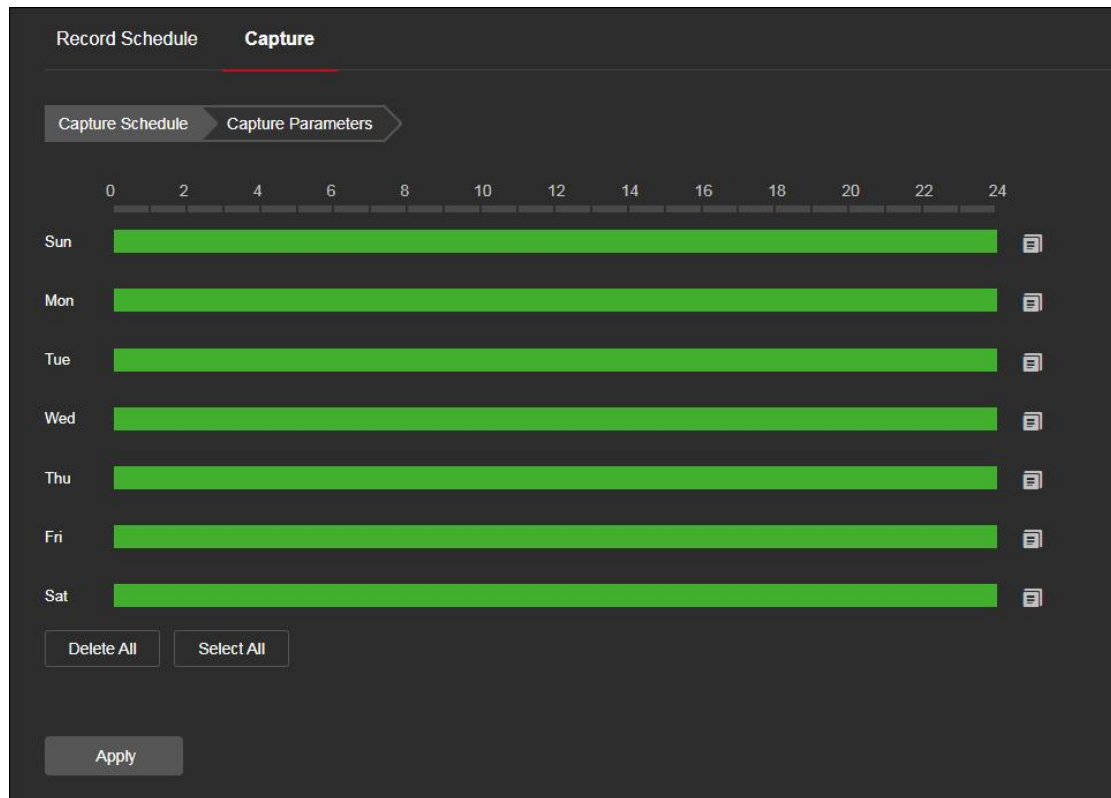 Record Schedule Capture
Capture Schedule Capture Parameters
0 2 4 6 8 10 12 14 16 18 20 22 24
Sun
Mon
Tue
Wed
Thu
Fri
Sat
Delete All Select All
Apply